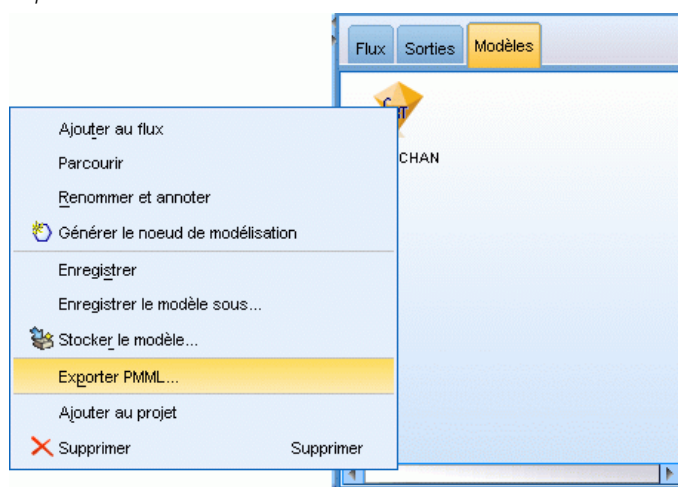 Flux Sorties Modèles
CHAN
Ajouter au flux
Parcourir
Renommer et annoter
Générer le noeud de modélisation
Enregistrer
Enregistrer le modèle sous...
Stocker le modèle...
Exporter PMML...
Ajouter au projet
Supprimer Supprimer